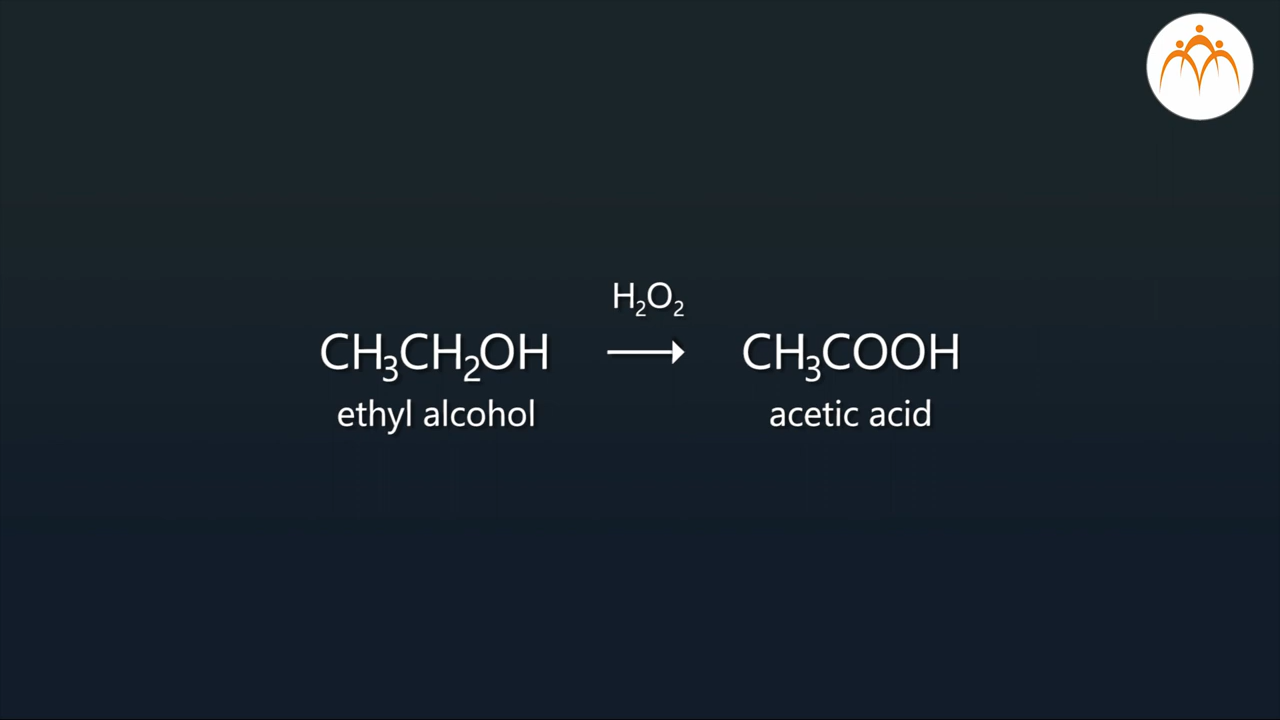 H₂O₂
CH₃CH₂OH → CH₃COOH
ethyl alcohol acetic acid